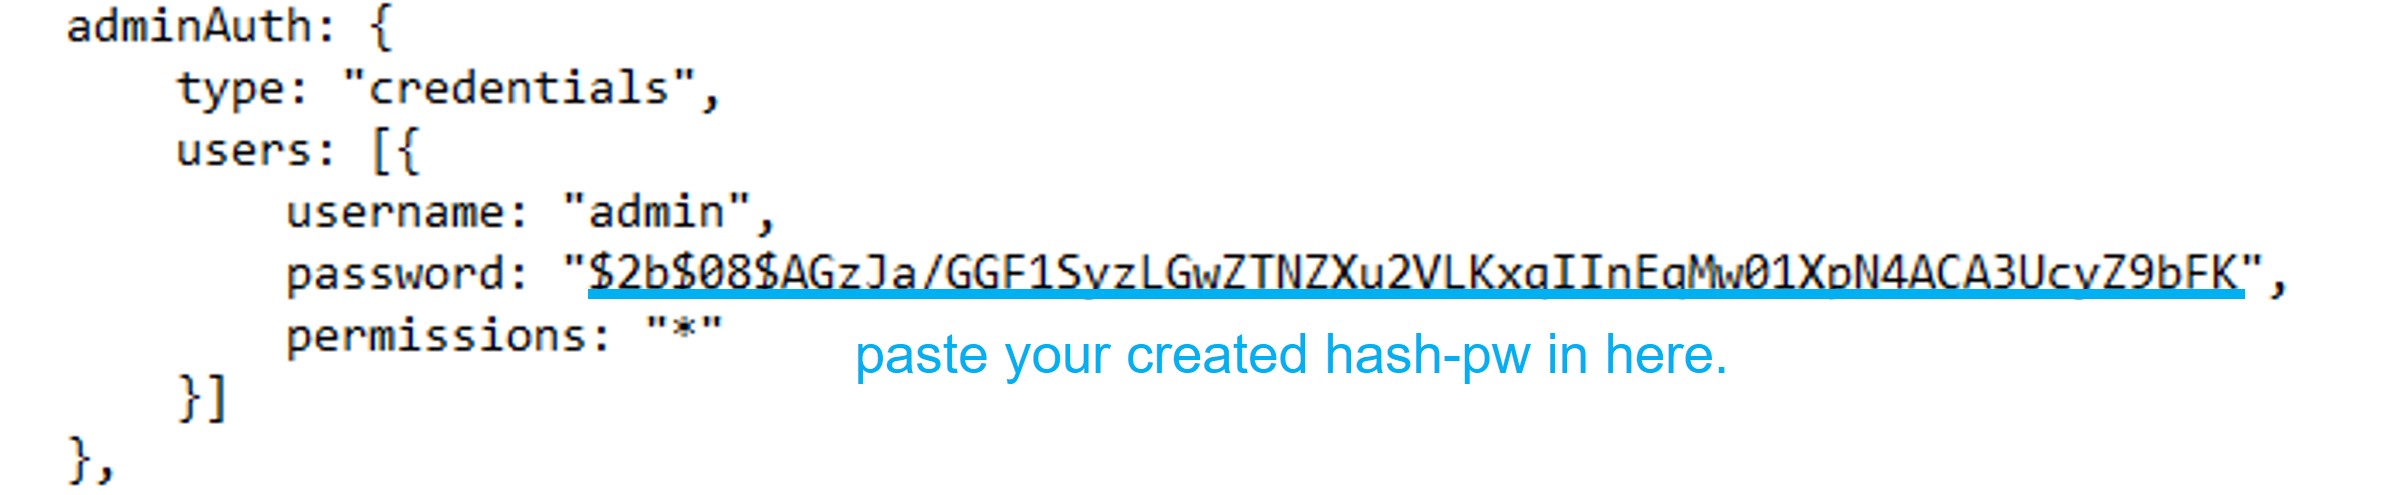 adminAuth: {
type: "credentials",
users: [{
username: "admin",
password: "$2b$08$AGzJa/GGF1SyzLGwZTNZXu2VLKxqIInEqMw01XpN4ACA3UcyZ9bFK",
permissions: "*"
paste your created hash-pw in here.
}]
},